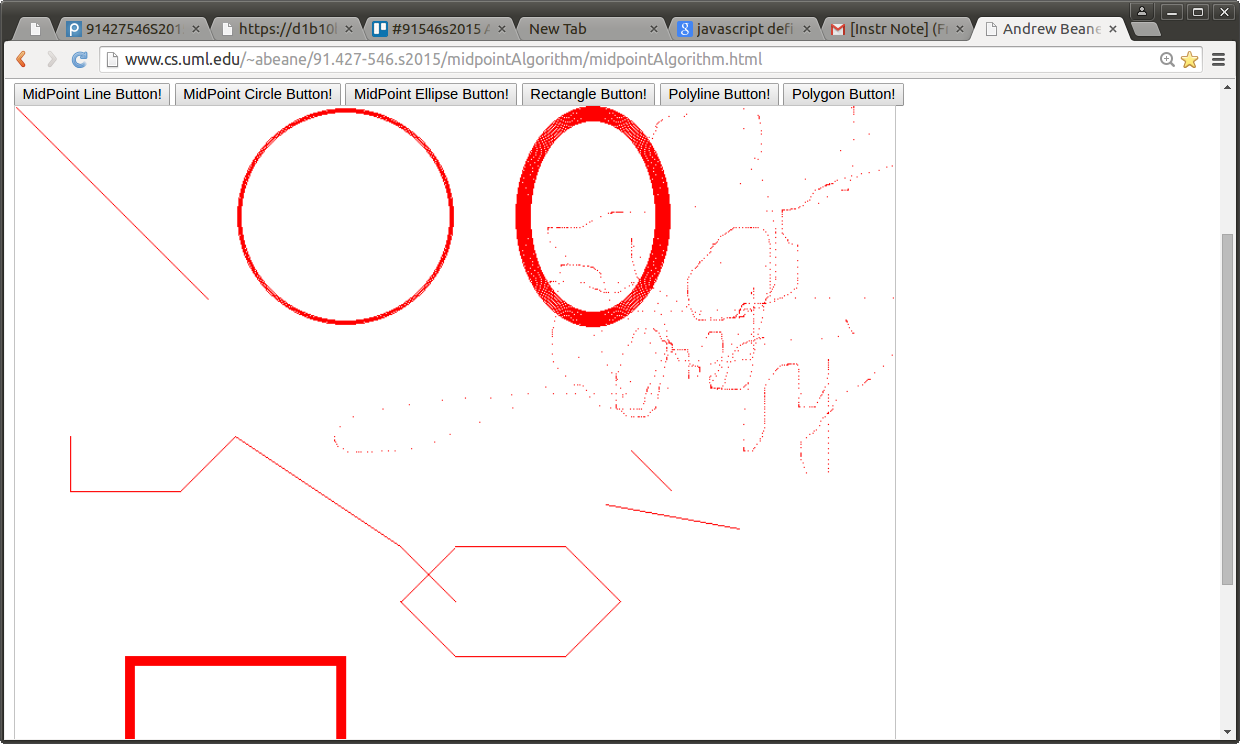 91427546S201 https://d1b10l #91546s2015 A New Tab javascript defi [Instr Note] (F Andrew Beane
www.cs.uml.edu/~abeane/91.427-546.s2015/midpointAlgorithm/midpointAlgorithm.html
MidPoint Line Button! MidPoint Circle Button! MidPoint Ellipse Button! Rectangle Button! Polyline Button! Polygon Button!